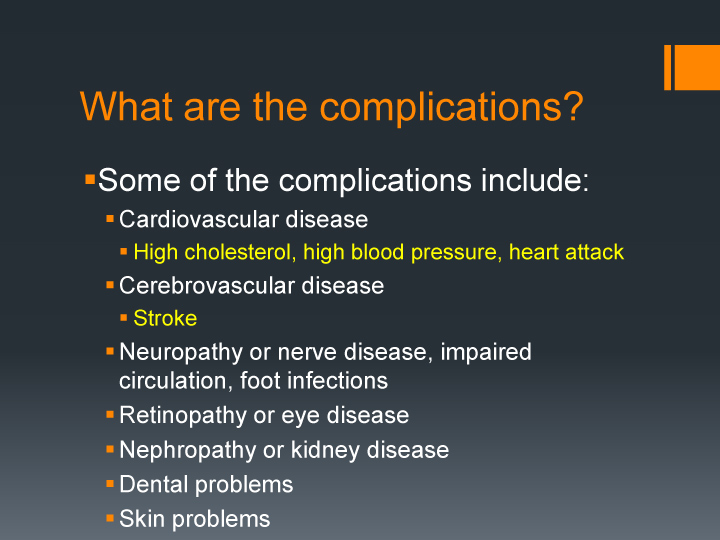 What are the complications?
Some of the complications include:
Cardiovascular disease
High cholesterol, high blood pressure, heart attack
Cerebrovascular disease
Stroke
Neuropathy or nerve disease, impaired
circulation, foot infections
Retinopathy or eye disease
Nephropathy or kidney disease
Dental problems
Skin problems